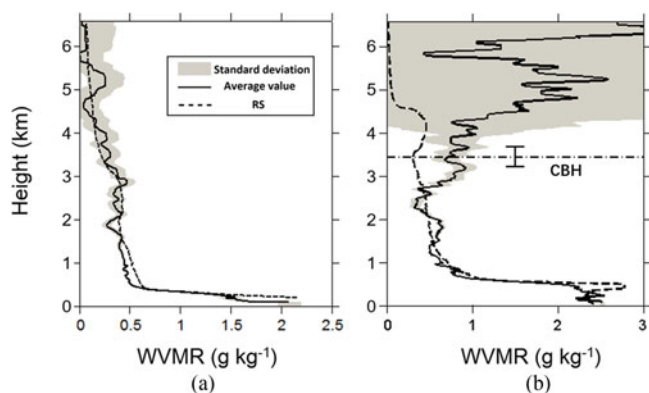 Height (km)
6
5
4
3
2
1
0
0 0.5 1 1.5 2 2.5
WVMR (g kg-1)
(a)
Standard deviation
Average value
RS
6
5
4
3
2
1
0
0 1 2 3
WVMR (g kg-1)
(b)
CBH